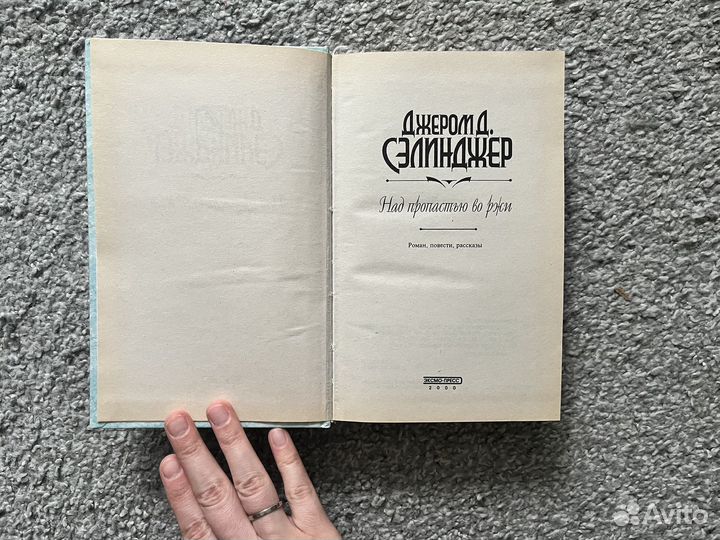 ДЖЕРОМ Д.
СЭЛИНДЖЕР
Над пропастью во ржи
Роман, повести, рассказы
ЭКСМО-ПРЕСС
2000
Avito